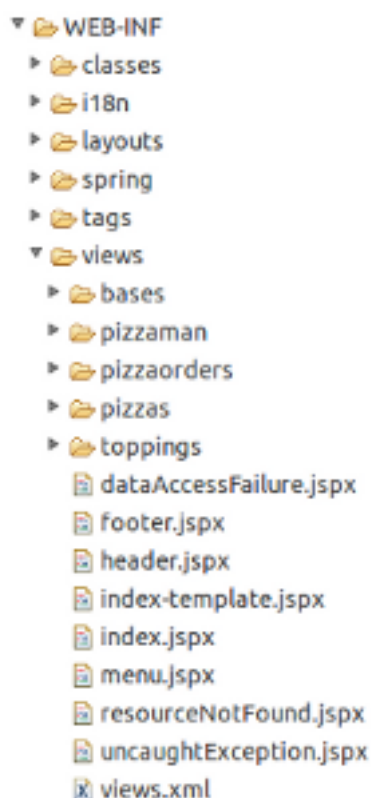 WEB-INF
classes
i18n
layouts
spring
tags
views
bases
pizzaman
pizzaorders
pizzas
toppings
dataAccessFailure.jspx
footer.jspx
header.jspx
index-template.jspx
index.jspx
menu.jspx
resourceNotFound.jspx
uncaughtException.jspx
views.xml